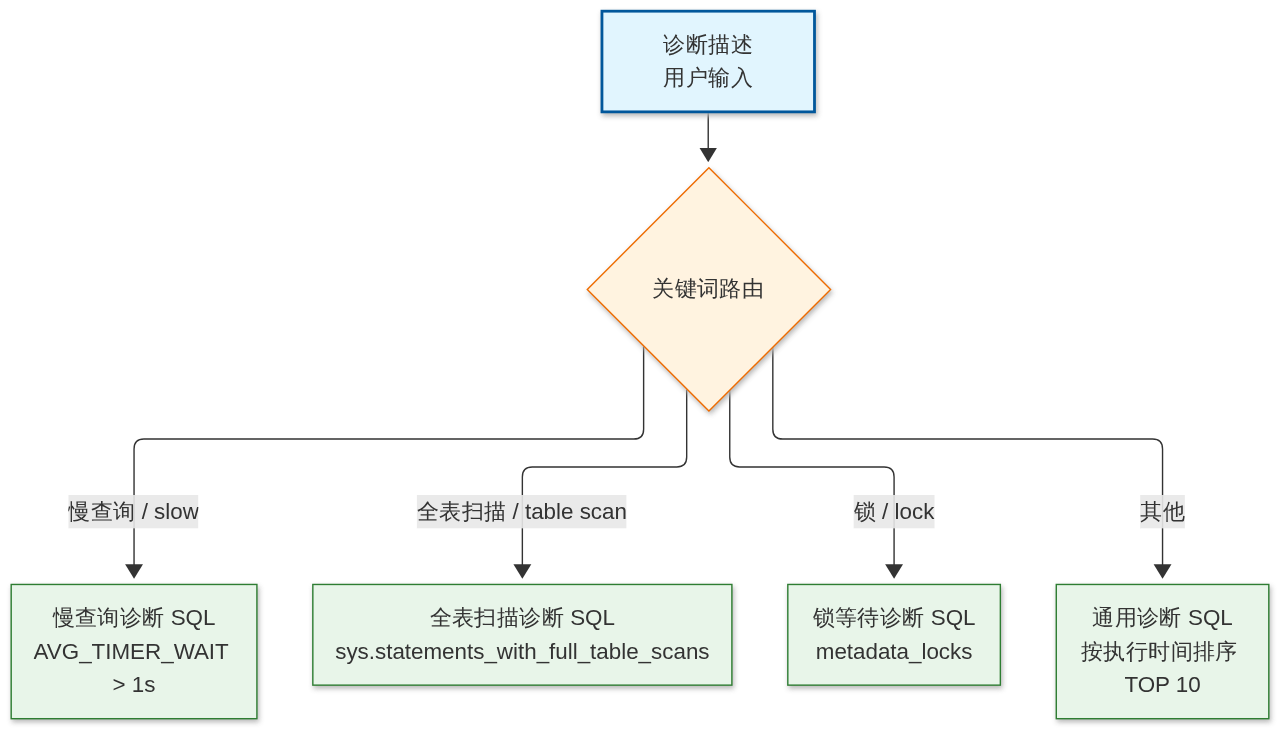 诊断描述
用户输入
关键词路由
慢查询 / slow
全表扫描 / table scan
锁 / lock
其他
慢查询诊断 SQL
AVG_TIMER_WAIT
> 1s
全表扫描诊断 SQL
sys.statements_with_full_table_scans
锁等待诊断 SQL
metadata_locks
通用诊断 SQL
按执行时间排序
TOP 10